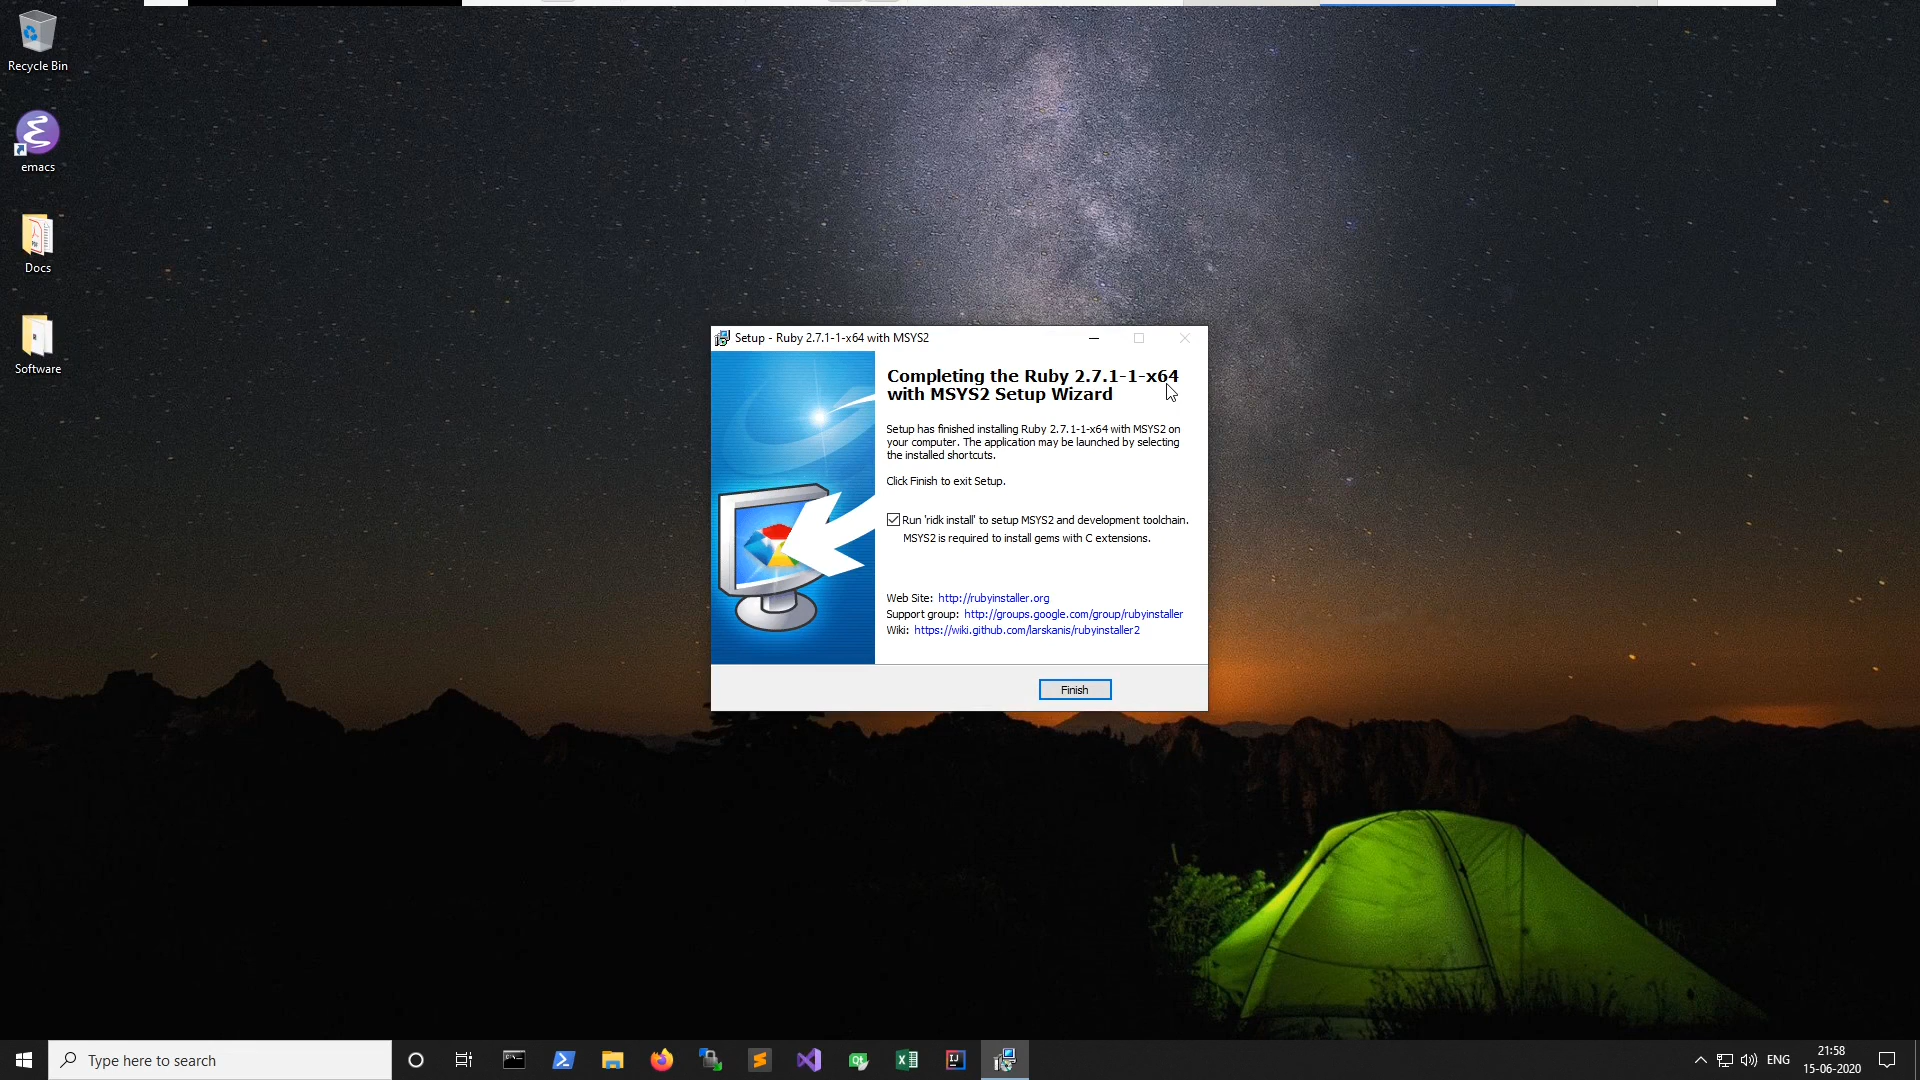 Recycle Bin
emacs
Docs
Software
Setup - Ruby 2.7.1-1-x64 with MSYS2
Completing the Ruby 2.7.1-1-x64
with MSYS2 Setup Wizard
Setup has finished installing Ruby 2.7.1-1-x64 with MSYS2 on
your computer. The application may be launched by selecting
the installed shortcuts.
Click Finish to exit Setup.
Run 'ridk install' to setup MSYS2 and development toolchain.
MSYS2 is required to install gems with C extensions.
Web Site: http://rubyinstaller.org
Support group: http://groups.google.com/group/rubyinstaller
Wiki: https://wiki.github.com/larskanis/rubyinstaller2
Finish
Type here to search
ENG
21:58
15-06-2020